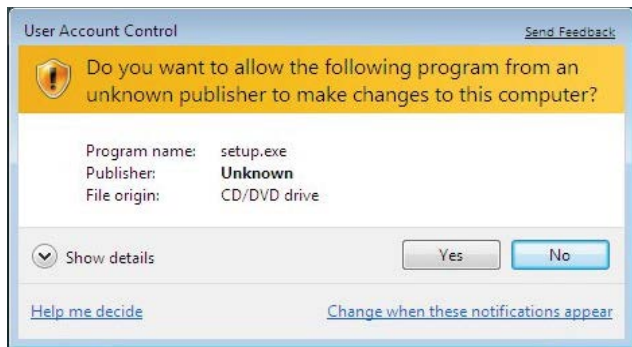 User Account Control
Send Feedback
Do you want to allow the following program from an
unknown publisher to make changes to this computer?
Program name: setup.exe
Publisher: Unknown
File origin: CD/DVD drive
Show details
Yes
No
Help me decide
Change when these notifications appear